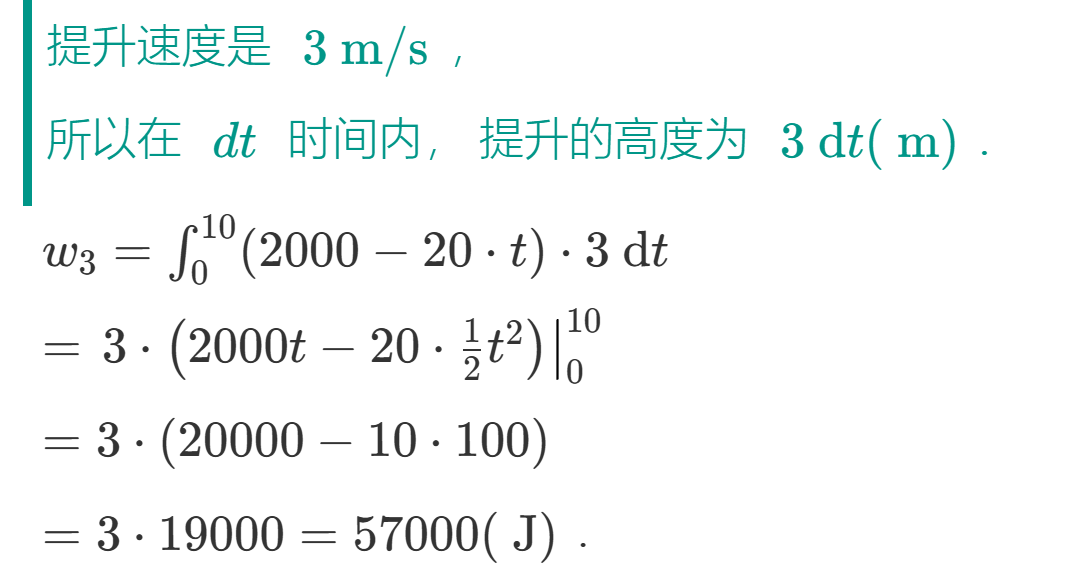 提升速度是 3 m/s ，
所以在 dt 时间内， 提升的高度为 3 dt( m) .
w₃ = ∫₀¹⁰(2000 − 20 · t) · 3 dt
= 3 · (2000t − 20 · ½t²)|₀¹⁰
= 3 · (20000 − 10 · 100)
= 3 · 19000 = 57000( J) .